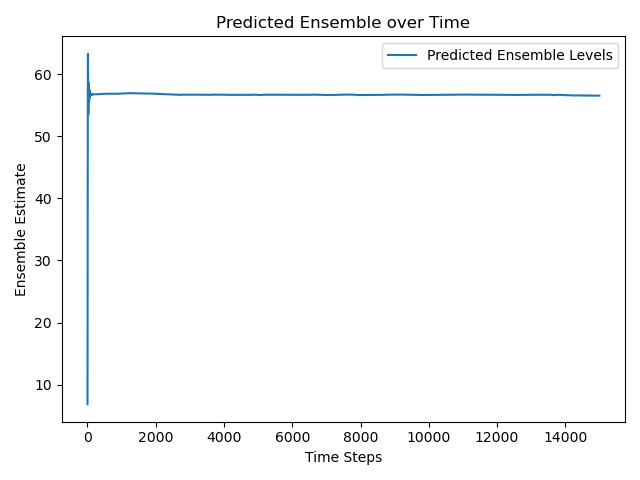 Predicted Ensemble over Time
Predicted Ensemble Levels
Ensemble Estimate
60
50
40
30
20
10
0 2000 4000 6000 8000 10000 12000 14000
Time Steps